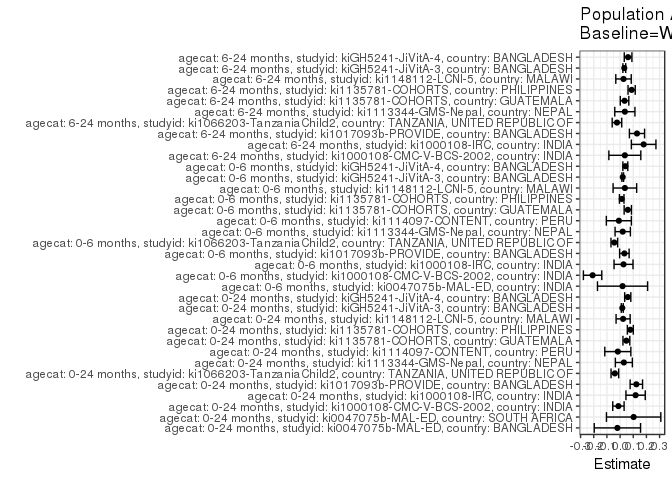 Population
Baseline=W
agecat: 6-24 months, studyid: kiGH5241-JiVitA-4, country: BANGLADESH
agecat: 6-24 months, studyid: kiGH5241-JiVitA-3, country: BANGLADESH
agecat: 6-24 months, studyid: ki1148112-LCNI-5, country: MALAWI
agecat: 6-24 months, studyid: ki1135781-COHORTS, country: PHILIPPINES
agecat: 6-24 months, studyid: ki1135781-COHORTS, country: GUATEMALA
agecat: 6-24 months, studyid: ki1113344-GMS-Nepal, country: NEPAL
agecat: 6-24 months, studyid: ki1066203-TanzaniaChild2, country: TANZANIA, UNITED REPUBLIC OF
agecat: 6-24 months, studyid: ki1017093b-PROVIDE, country: BANGLADESH
agecat: 6-24 months, studyid: ki1000108-IRC, country: INDIA
agecat: 6-24 months, studyid: ki1000108-CMC-V-BCS-2002, country: INDIA
agecat: 0-6 months, studyid: kiGH5241-JiVitA-4, country: BANGLADESH
agecat: 0-6 months, studyid: kiGH5241-JiVitA-3, country: BANGLADESH
agecat: 0-6 months, studyid: ki1148112-LCNI-5, country: MALAWI
agecat: 0-6 months, studyid: ki1135781-COHORTS, country: PHILIPPINES
agecat: 0-6 months, studyid: ki1135781-COHORTS, country: GUATEMALA
agecat: 0-6 months, studyid: ki1114097-CONTENT, country: PERU
agecat: 0-6 months, studyid: ki1113344-GMS-Nepal, country: NEPAL
agecat: 0-6 months, studyid: ki1066203-TanzaniaChild2, country: TANZANIA, UNITED REPUBLIC OF
agecat: 0-6 months, studyid: ki1017093b-PROVIDE, country: BANGLADESH
agecat: 0-6 months, studyid: ki1000108-IRC, country: INDIA
agecat: 0-6 months, studyid: ki1000108-CMC-V-BCS-2002, country: INDIA
agecat: 0-6 months, studyid: ki0047075b-MAL-ED, country: INDIA
agecat: 0-24 months, studyid: kiGH5241-JiVitA-4, country: BANGLADESH
agecat: 0-24 months, studyid: kiGH5241-JiVitA-3, country: BANGLADESH
agecat: 0-24 months, studyid: ki1148112-LCNI-5, country: MALAWI
agecat: 0-24 months, studyid: ki1135781-COHORTS, country: PHILIPPINES
agecat: 0-24 months, studyid: ki1135781-COHORTS, country: GUATEMALA
agecat: 0-24 months, studyid: ki1114097-CONTENT, country: PERU
agecat: 0-24 months, studyid: ki1113344-GMS-Nepal, country: NEPAL
agecat: 0-24 months, studyid: ki1066203-TanzaniaChild2, country: TANZANIA, UNITED REPUBLIC OF
agecat: 0-24 months, studyid: ki1017093b-PROVIDE, country: BANGLADESH
agecat: 0-24 months, studyid: ki1000108-IRC, country: INDIA
agecat: 0-24 months, studyid: ki1000108-CMC-V-BCS-2002, country: INDIA
agecat: 0-24 months, studyid: ki0047075b-MAL-ED, country: SOUTH AFRICA
agecat: 0-24 months, studyid: ki0047075b-MAL-ED, country: BANGLADESH
0.0 0.1 0.2 0.3
Estimate